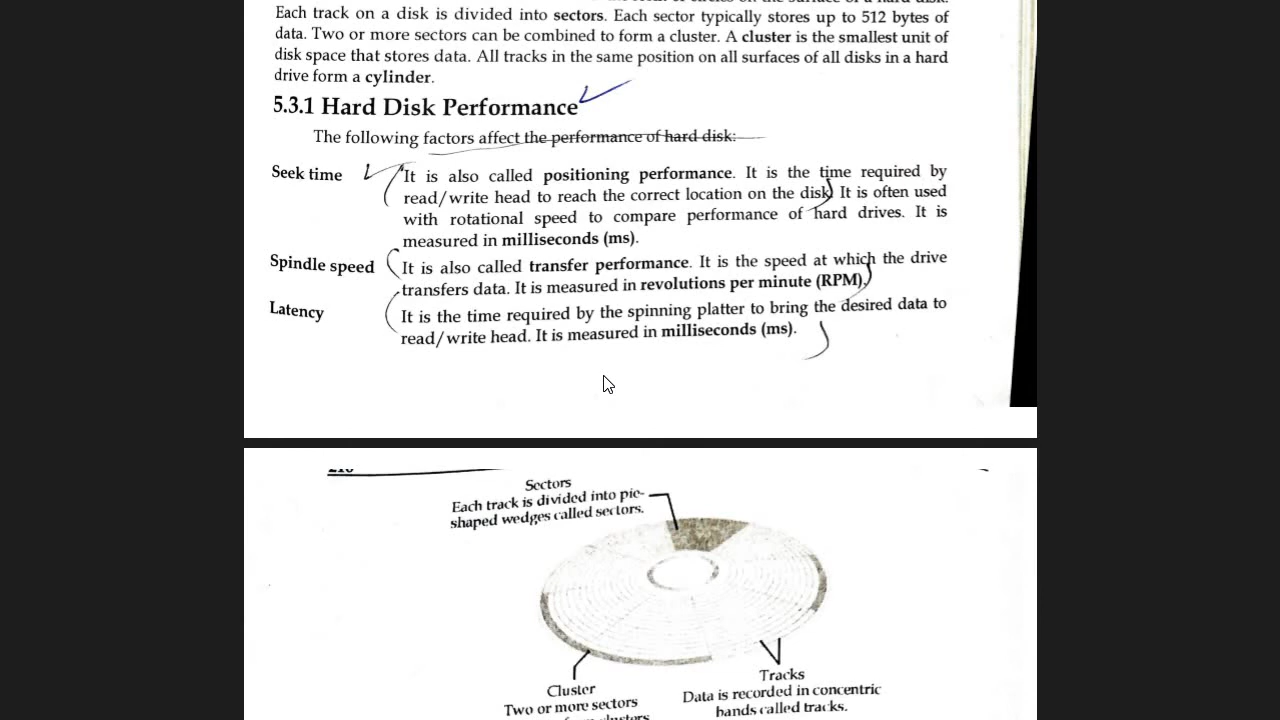 Each track on a disk is divided into sectors. Each sector typically stores up to 512 bytes of
data. Two or more sectors can be combined to form a cluster. A cluster is the smallest unit of
disk space that stores data. All tracks in the same position on all surfaces of all disks in a hard
drive form a cylinder.
5.3.1 Hard Disk Performance
The following factors affect the performance of hard disk:
Seek time
It is also called positioning performance. It is the time required by
read/write head to reach the correct location on the disk. It is often used
with rotational speed to compare performance of hard drives. It is
measured in milliseconds (ms).
Spindle speed
It is also called transfer performance. It is the speed at which the drive
transfers data. It is measured in revolutions per minute (RPM).
Latency
It is the time required by the spinning platter to bring the desired data to
read/write head. It is measured in milliseconds (ms).
Sectors
Each track is divided into pie-
shaped wedges called sectors.
Cluster
Two or more sectors
Tracks
Data is recorded in concentric
bands called tracks.